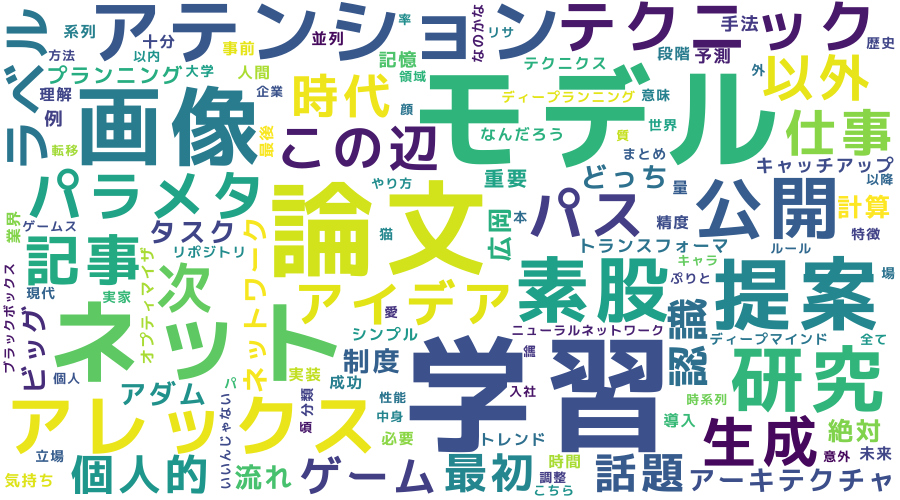 ラベル
系列
アテンション
十分
並列
なのかな
リサ
率
テクニック
手法
歴史
方法
以内
事前
記憶
段階
予測
プランニング
大学
人間
領域
テクニクス
外
以外
理解
企業
時代
顔
モデル
ディープランニング
意味
例
画像
この辺
なんだろう
質
世界
仕事
転移
最後
まとめ
キャッチアップ
パラメタ
やり方
重要
どっち
量
以降
論文
本
パス
公開
計算
業界
ゲームス
タスク
猫
広岡
精度
特徴
記事
リポジトリ
トランスフォーマ
ルール
ブラックボックス
現代
実家
次
オプティマイザ
ネットワーク
アイデア
愛
素股
キャラ
ぷりと
提案
場
ネット
ビッグ
シンプル
ニューラルネットワーク
認識
ディープマインド
全て
個人
アダム
パ
実装
制度
学習
研究
成功
入社
アレックス
いいんじゃない
性能
中身
時系列
立場
必要
トレンド
導入
生成
絶対
気持ち
個人的
流れ
ゲーム
最初
時間
調整
こちら
話題
意外
未来
アーキテクチャ